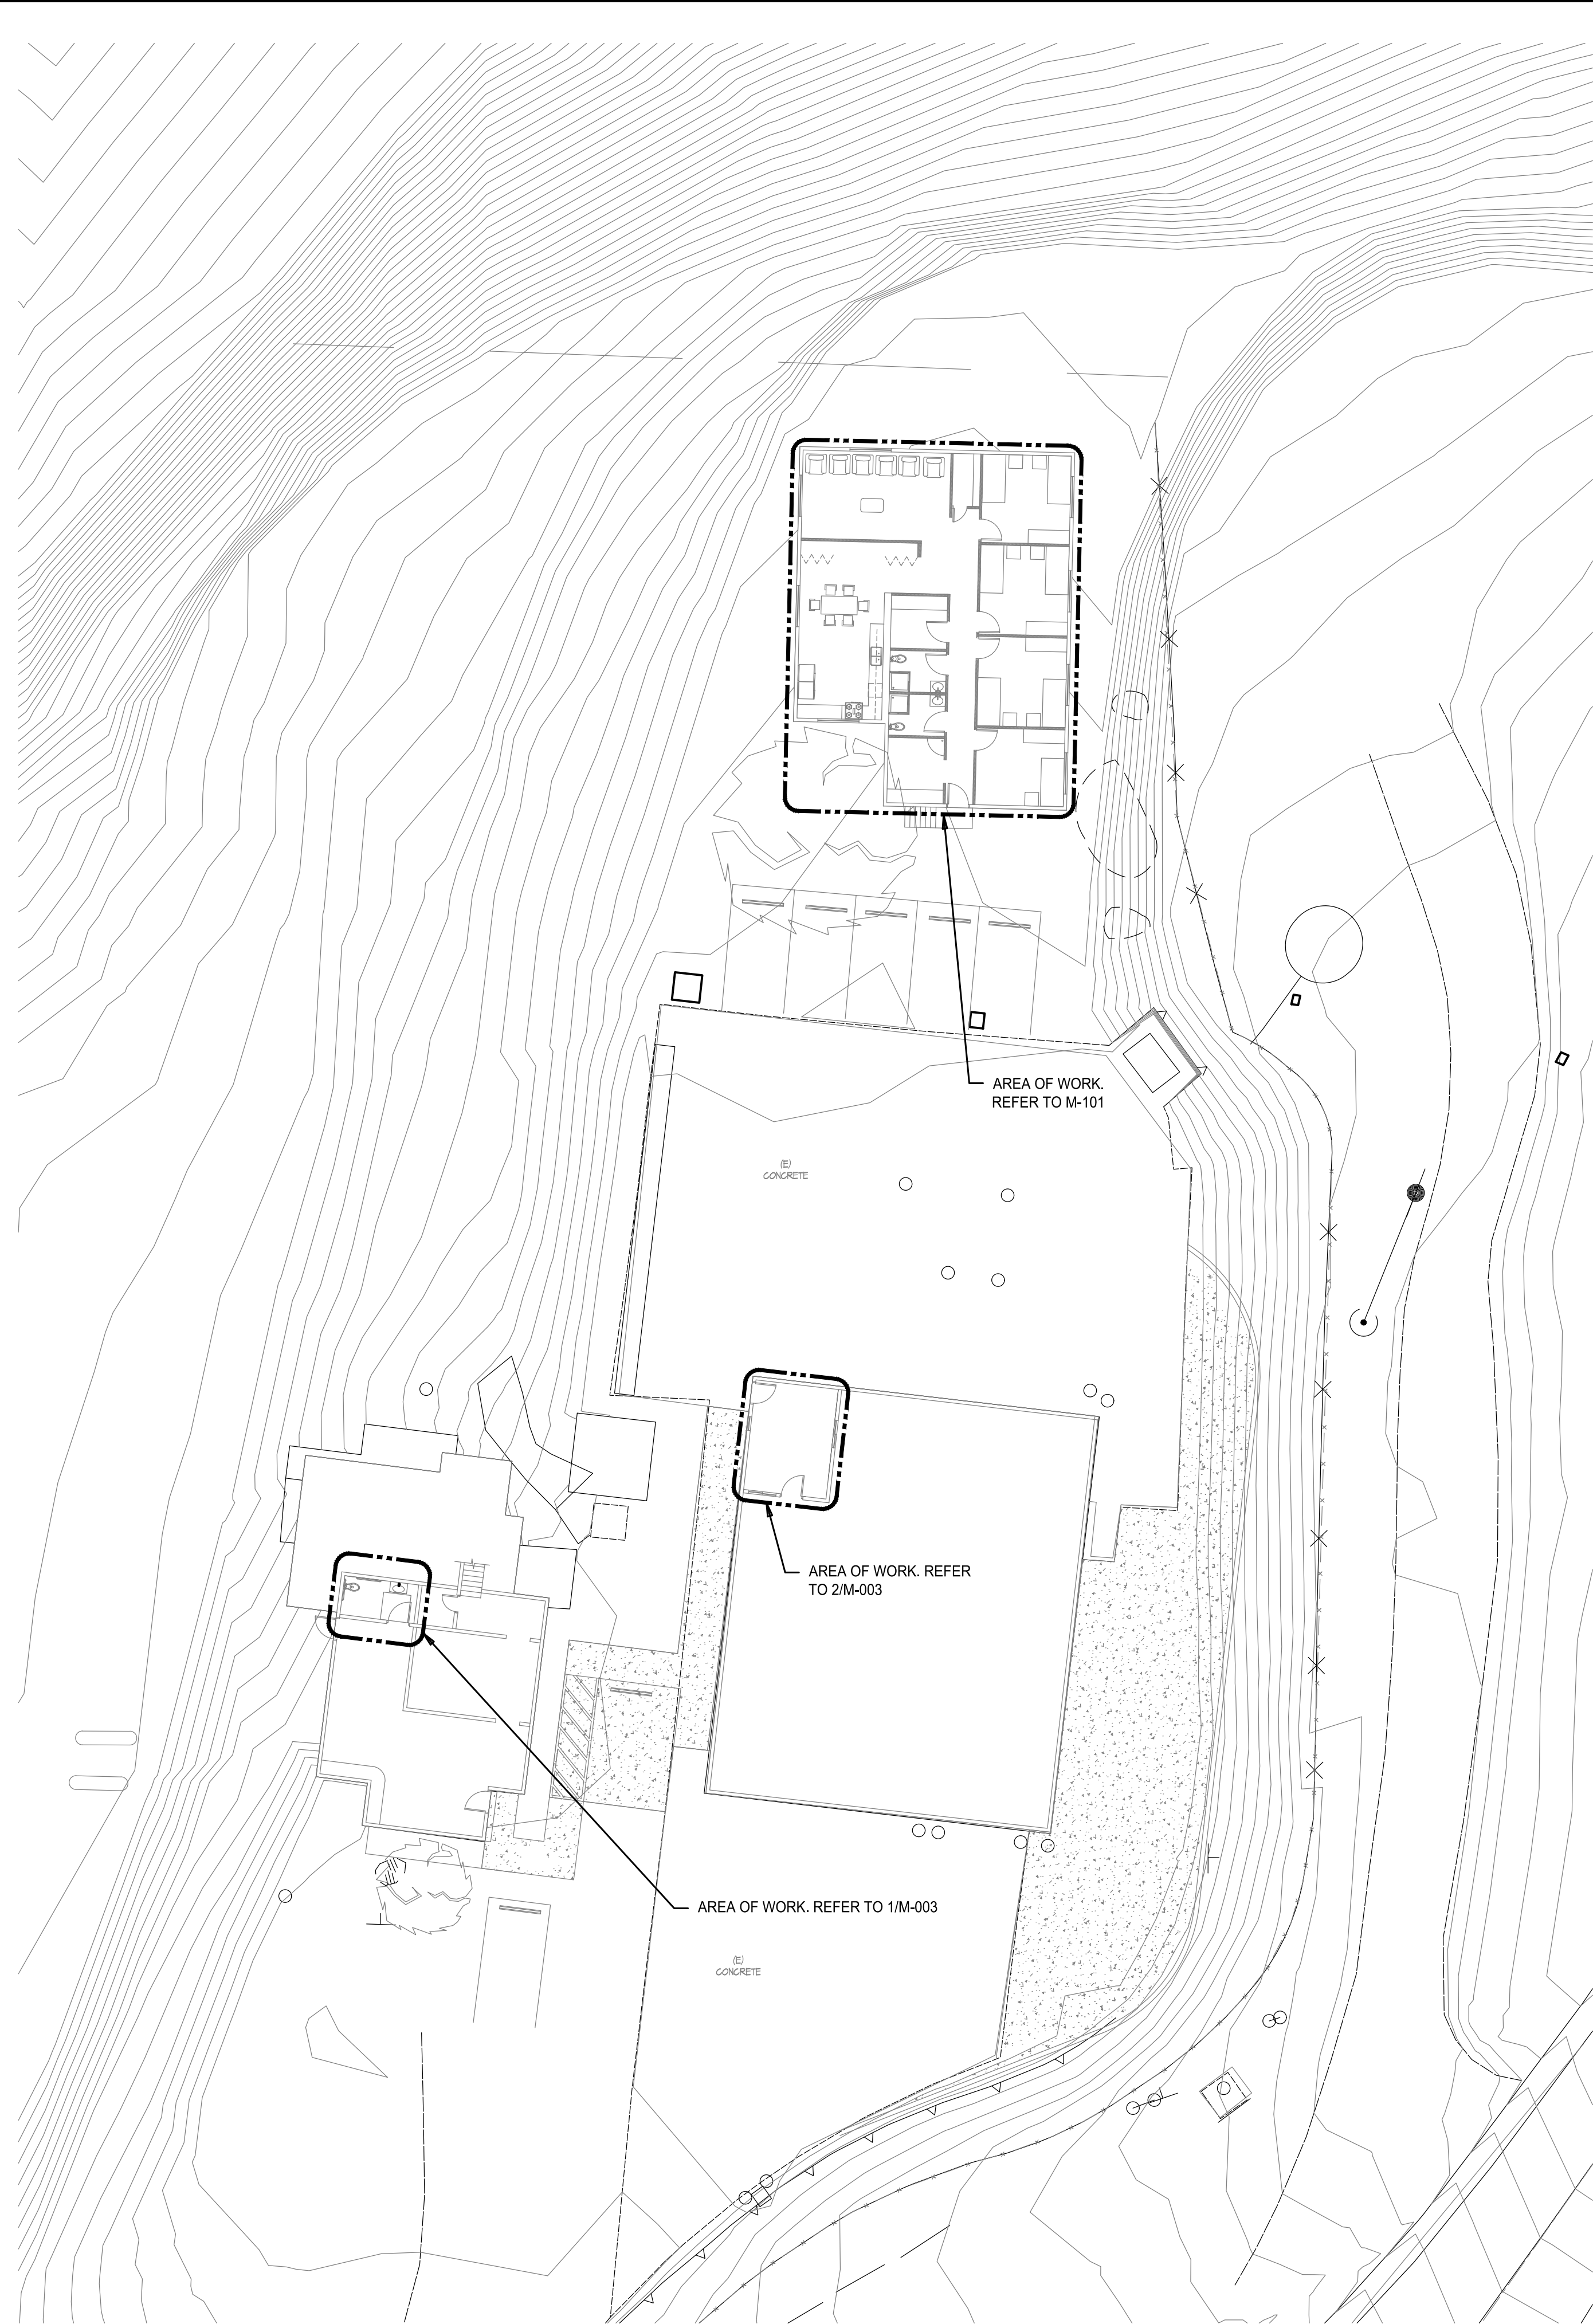 AREA OF WORK.
REFER TO M-101
(E)
CONCRETE
AREA OF WORK. REFER
TO 2/M-003
AREA OF WORK. REFER TO 1/M-003
(E)
CONCRETE